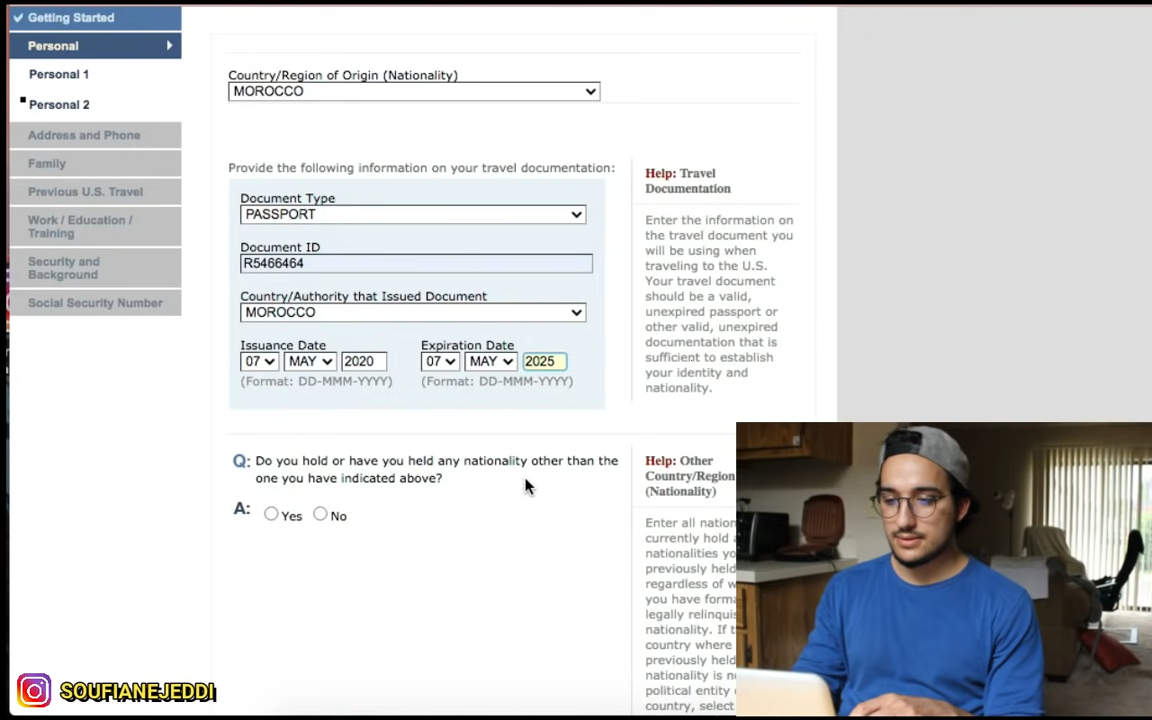 Getting Started
Personal
Personal 1
Personal 2
Address and Phone
Family
Previous U.S. Travel
Work / Education /
Training
Security and
Background
Social Security Number
Country/Region of Origin (Nationality)
MOROCCO
Provide the following information on your travel documentation:
Document Type
PASSPORT
Document ID
R5466464
Country/Authority that Issued Document
MOROCCO
Issuance Date
07 MAY 2020
(Format: DD-MMM-YYYY)
Expiration Date
07 MAY 2025
(Format: DD-MMM-YYYY)
Help: Travel
Documentation
Enter the information on
the travel document you
will be using when
traveling to the U.S.
Your travel document
should be a valid,
unexpired passport or
other valid, unexpired
documentation that is
sufficient to establish
your identity and
nationality.
Q: Do you hold or have you held any nationality other than the
one you have indicated above?
A: Yes No
Help: Other
Country/Region
(Nationality)
Enter all nation
currently hold a
nationalities yo
previously held
regardless of w
you have forma
legally relinquis
nationality. If t
country where
previously held
nationality is no
political entity
country, select
SOUFIANEJEDDI